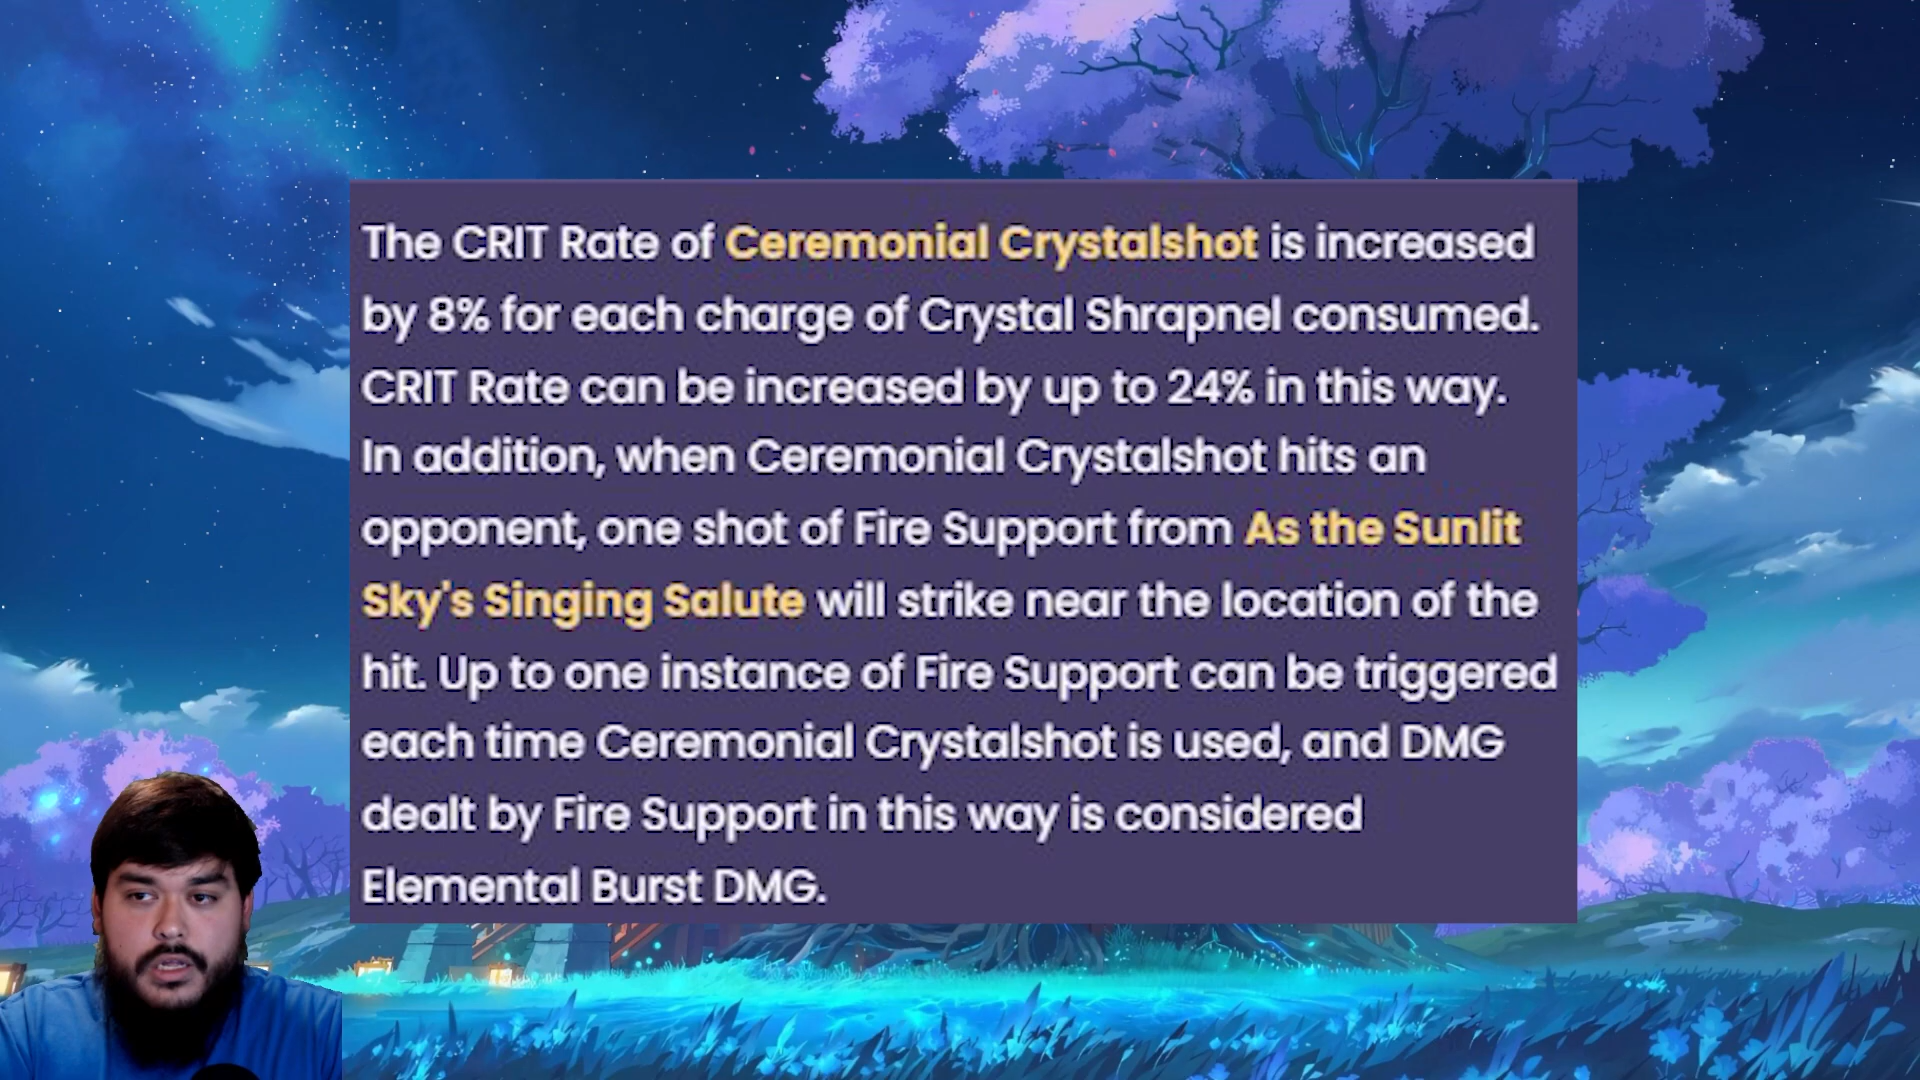 The CRIT Rate of Ceremonial Crystalshot is increased
by 8% for each charge of Crystal Shrapnel consumed.
CRIT Rate can be increased by up to 24% in this way.
In addition, when Ceremonial Crystalshot hits an
opponent, one shot of Fire Support from As the Sunlit
Sky's Singing Salute will strike near the location of the
hit. Up to one instance of Fire Support can be triggered
each time Ceremonial Crystalshot is used, and DMG
dealt by Fire Support in this way is considered
Elemental Burst DMG.